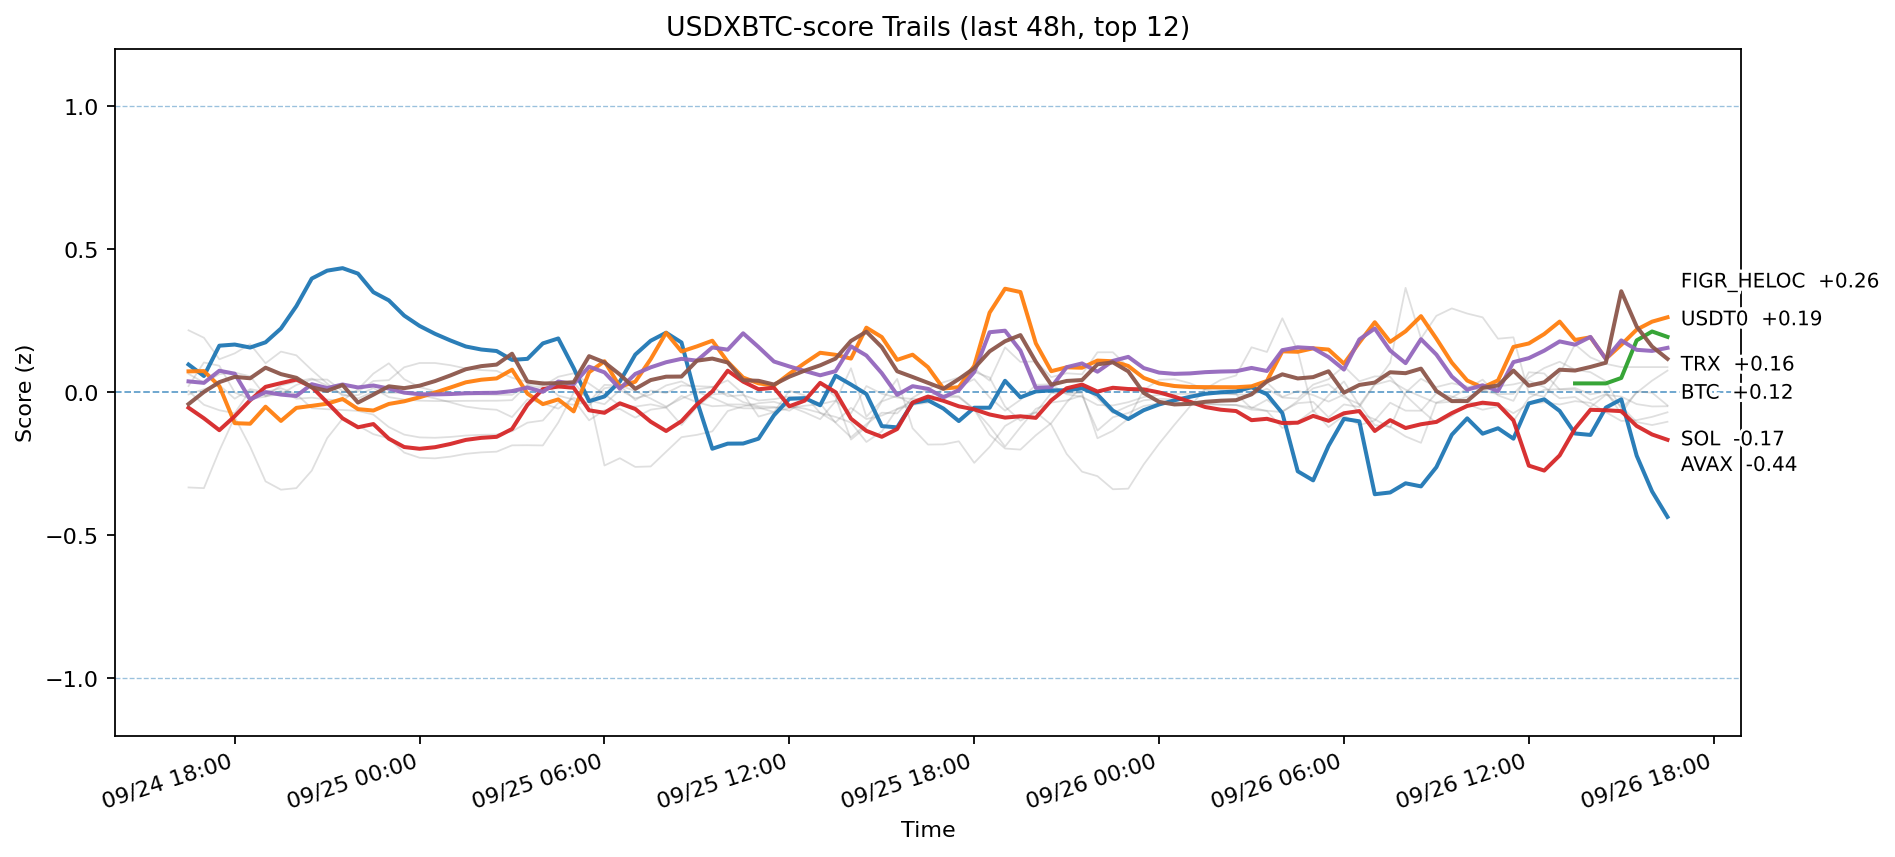 USDXBTC-score Trails (last 48h, top 12)
Score (z)
1.0
0.5
0.0
−0.5
−1.0
FIGR_HELOC +0.26
USDT0 +0.19
TRX +0.16
BTC +0.12
SOL -0.17
AVAX -0.44
09/24 18:00
09/25 00:00
09/25 06:00
09/25 12:00
09/25 18:00
09/26 00:00
09/26 06:00
09/26 12:00
09/26 18:00
Time